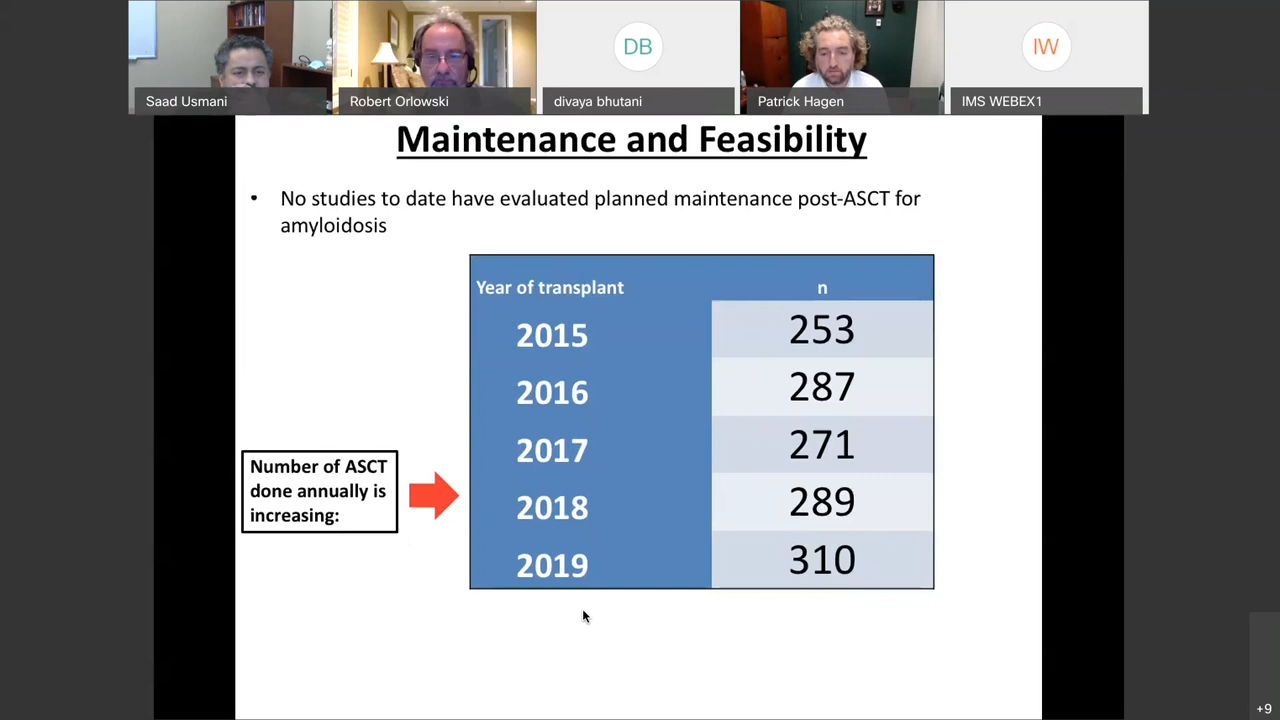 DB
IW
Saad Usmani
Robert Orlowski
divaya bhutani
Patrick Hagen
IMS WEBEX1
Maintenance and Feasibility
• No studies to date have evaluated planned maintenance post-ASCT for
amyloidosis
Year of transplant n
2015 253
2016 287
2017 271
2018 289
2019 310
Number of ASCT
done annually is
increasing:
+9